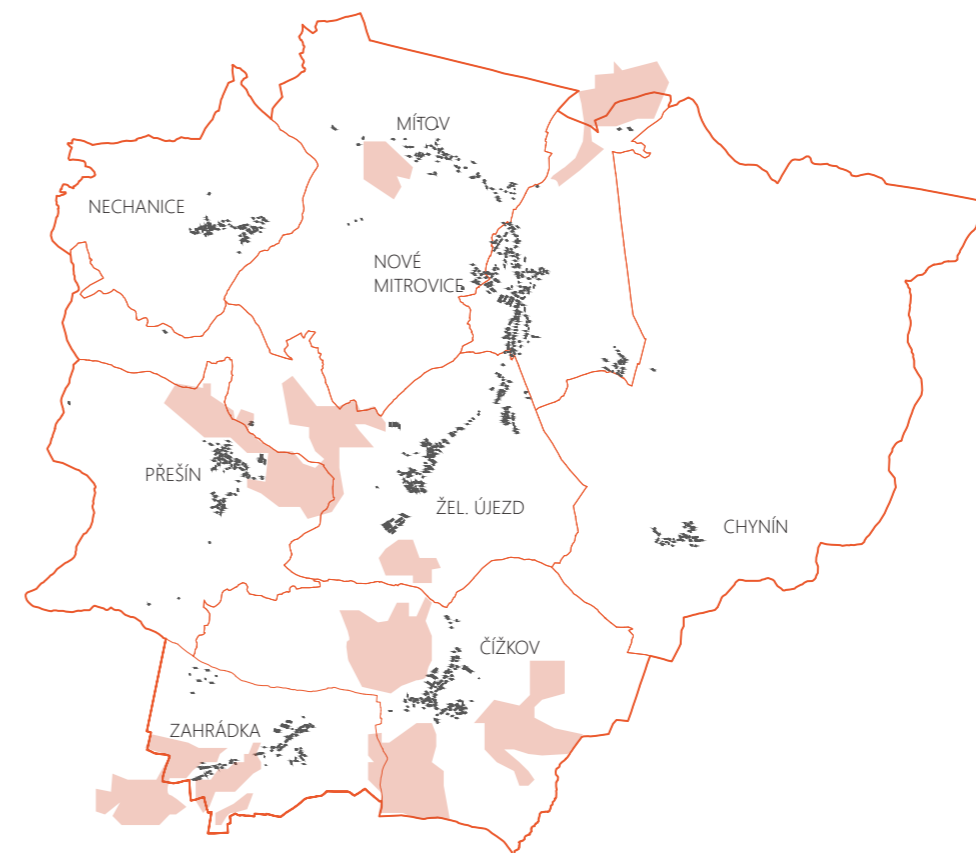 MÍTOV
NECHANICE
NOVÉ
MITROVICE
PŘEŠÍN
ŽEL. ÚJEZD
CHYNÍN
ČÍŽKOV
ZAHRÁDKA